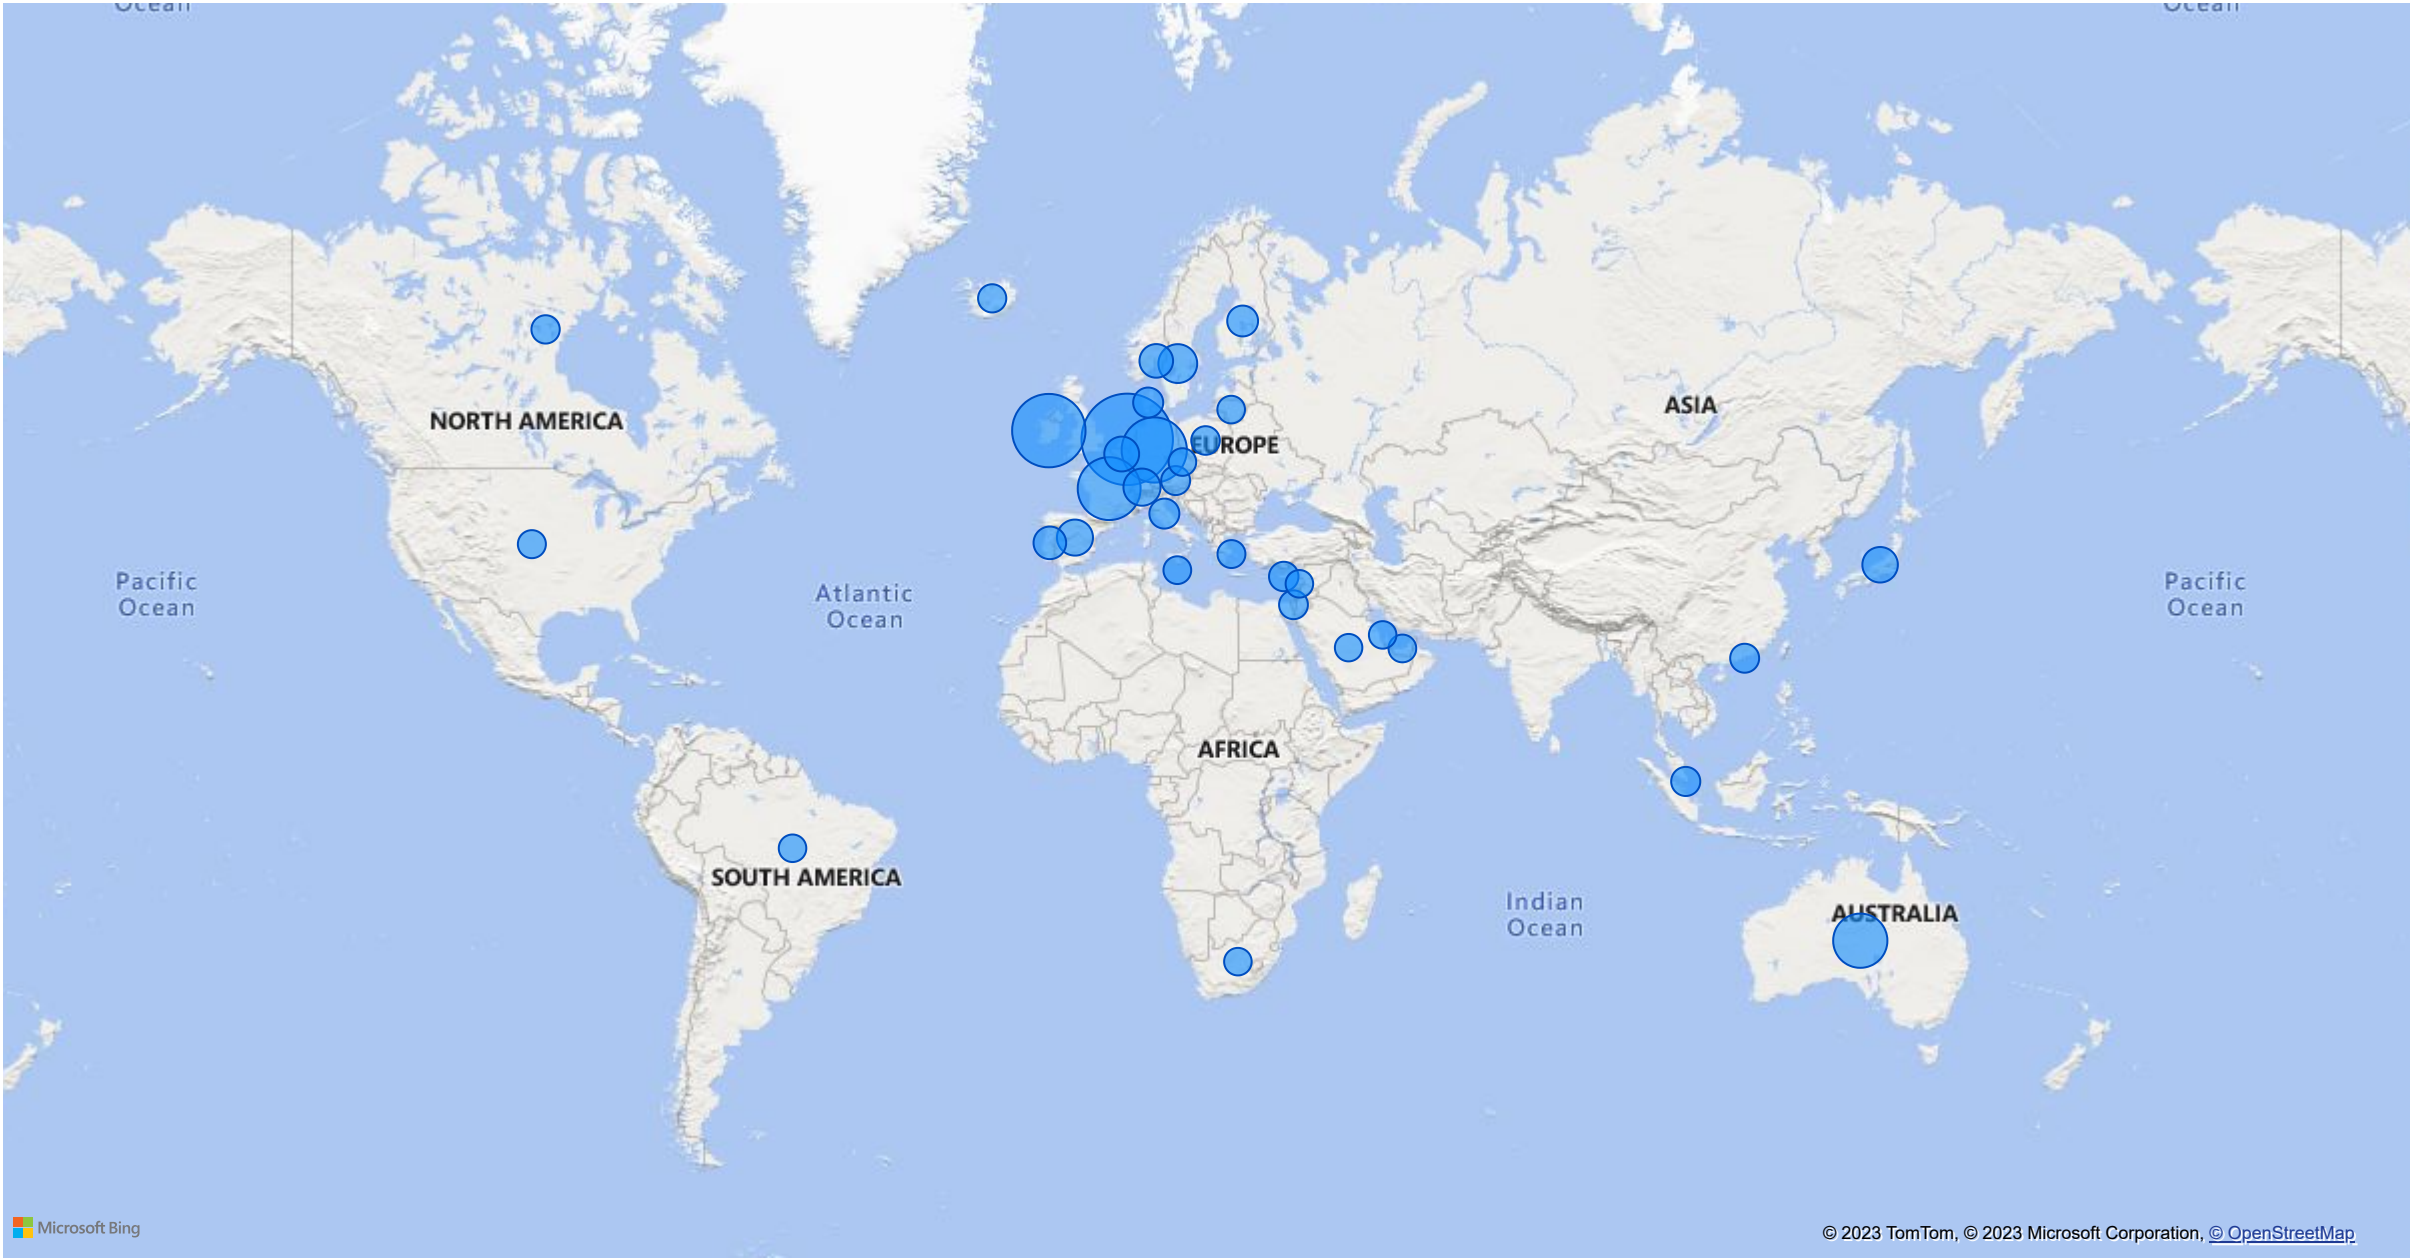 Ocean
Ocean
NORTH AMERICA
ASIA
EUROPE
Pacific
Ocean
Atlantic
Ocean
Pacific
Ocean
AFRICA
SOUTH AMERICA
Indian
Ocean
AUSTRALIA
Microsoft Bing
© 2023 TomTom, © 2023 Microsoft Corporation, © OpenStreetMap